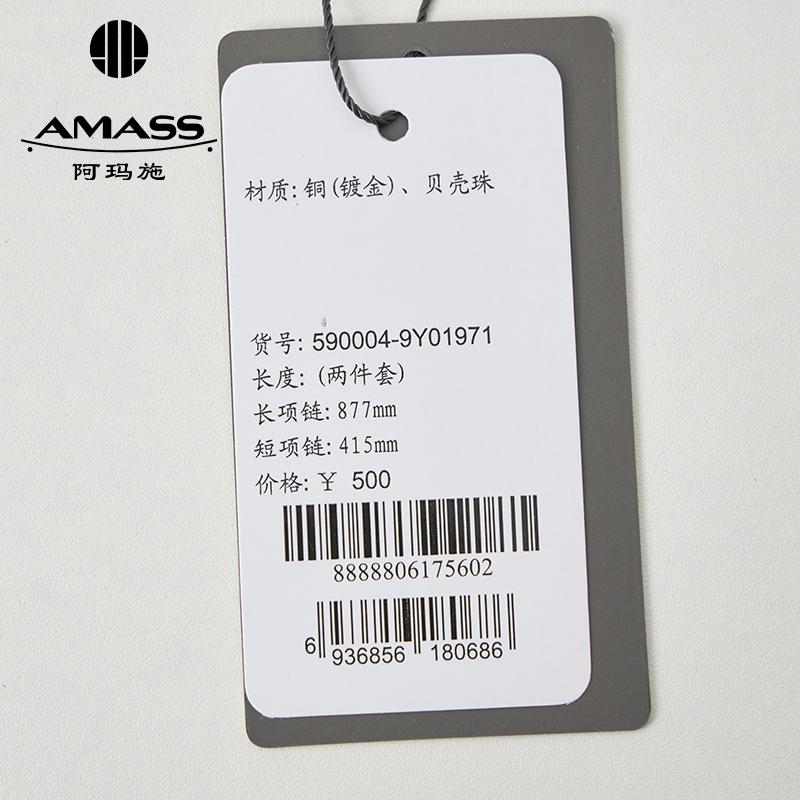 AMASS
阿玛施
材质:铜(镀金)、贝壳珠
货号: 590004-9Y01971
长度: (两件套)
长项链:877mm
短项链:415mm
价格:¥ 500
8888806175602
6 936856 180686